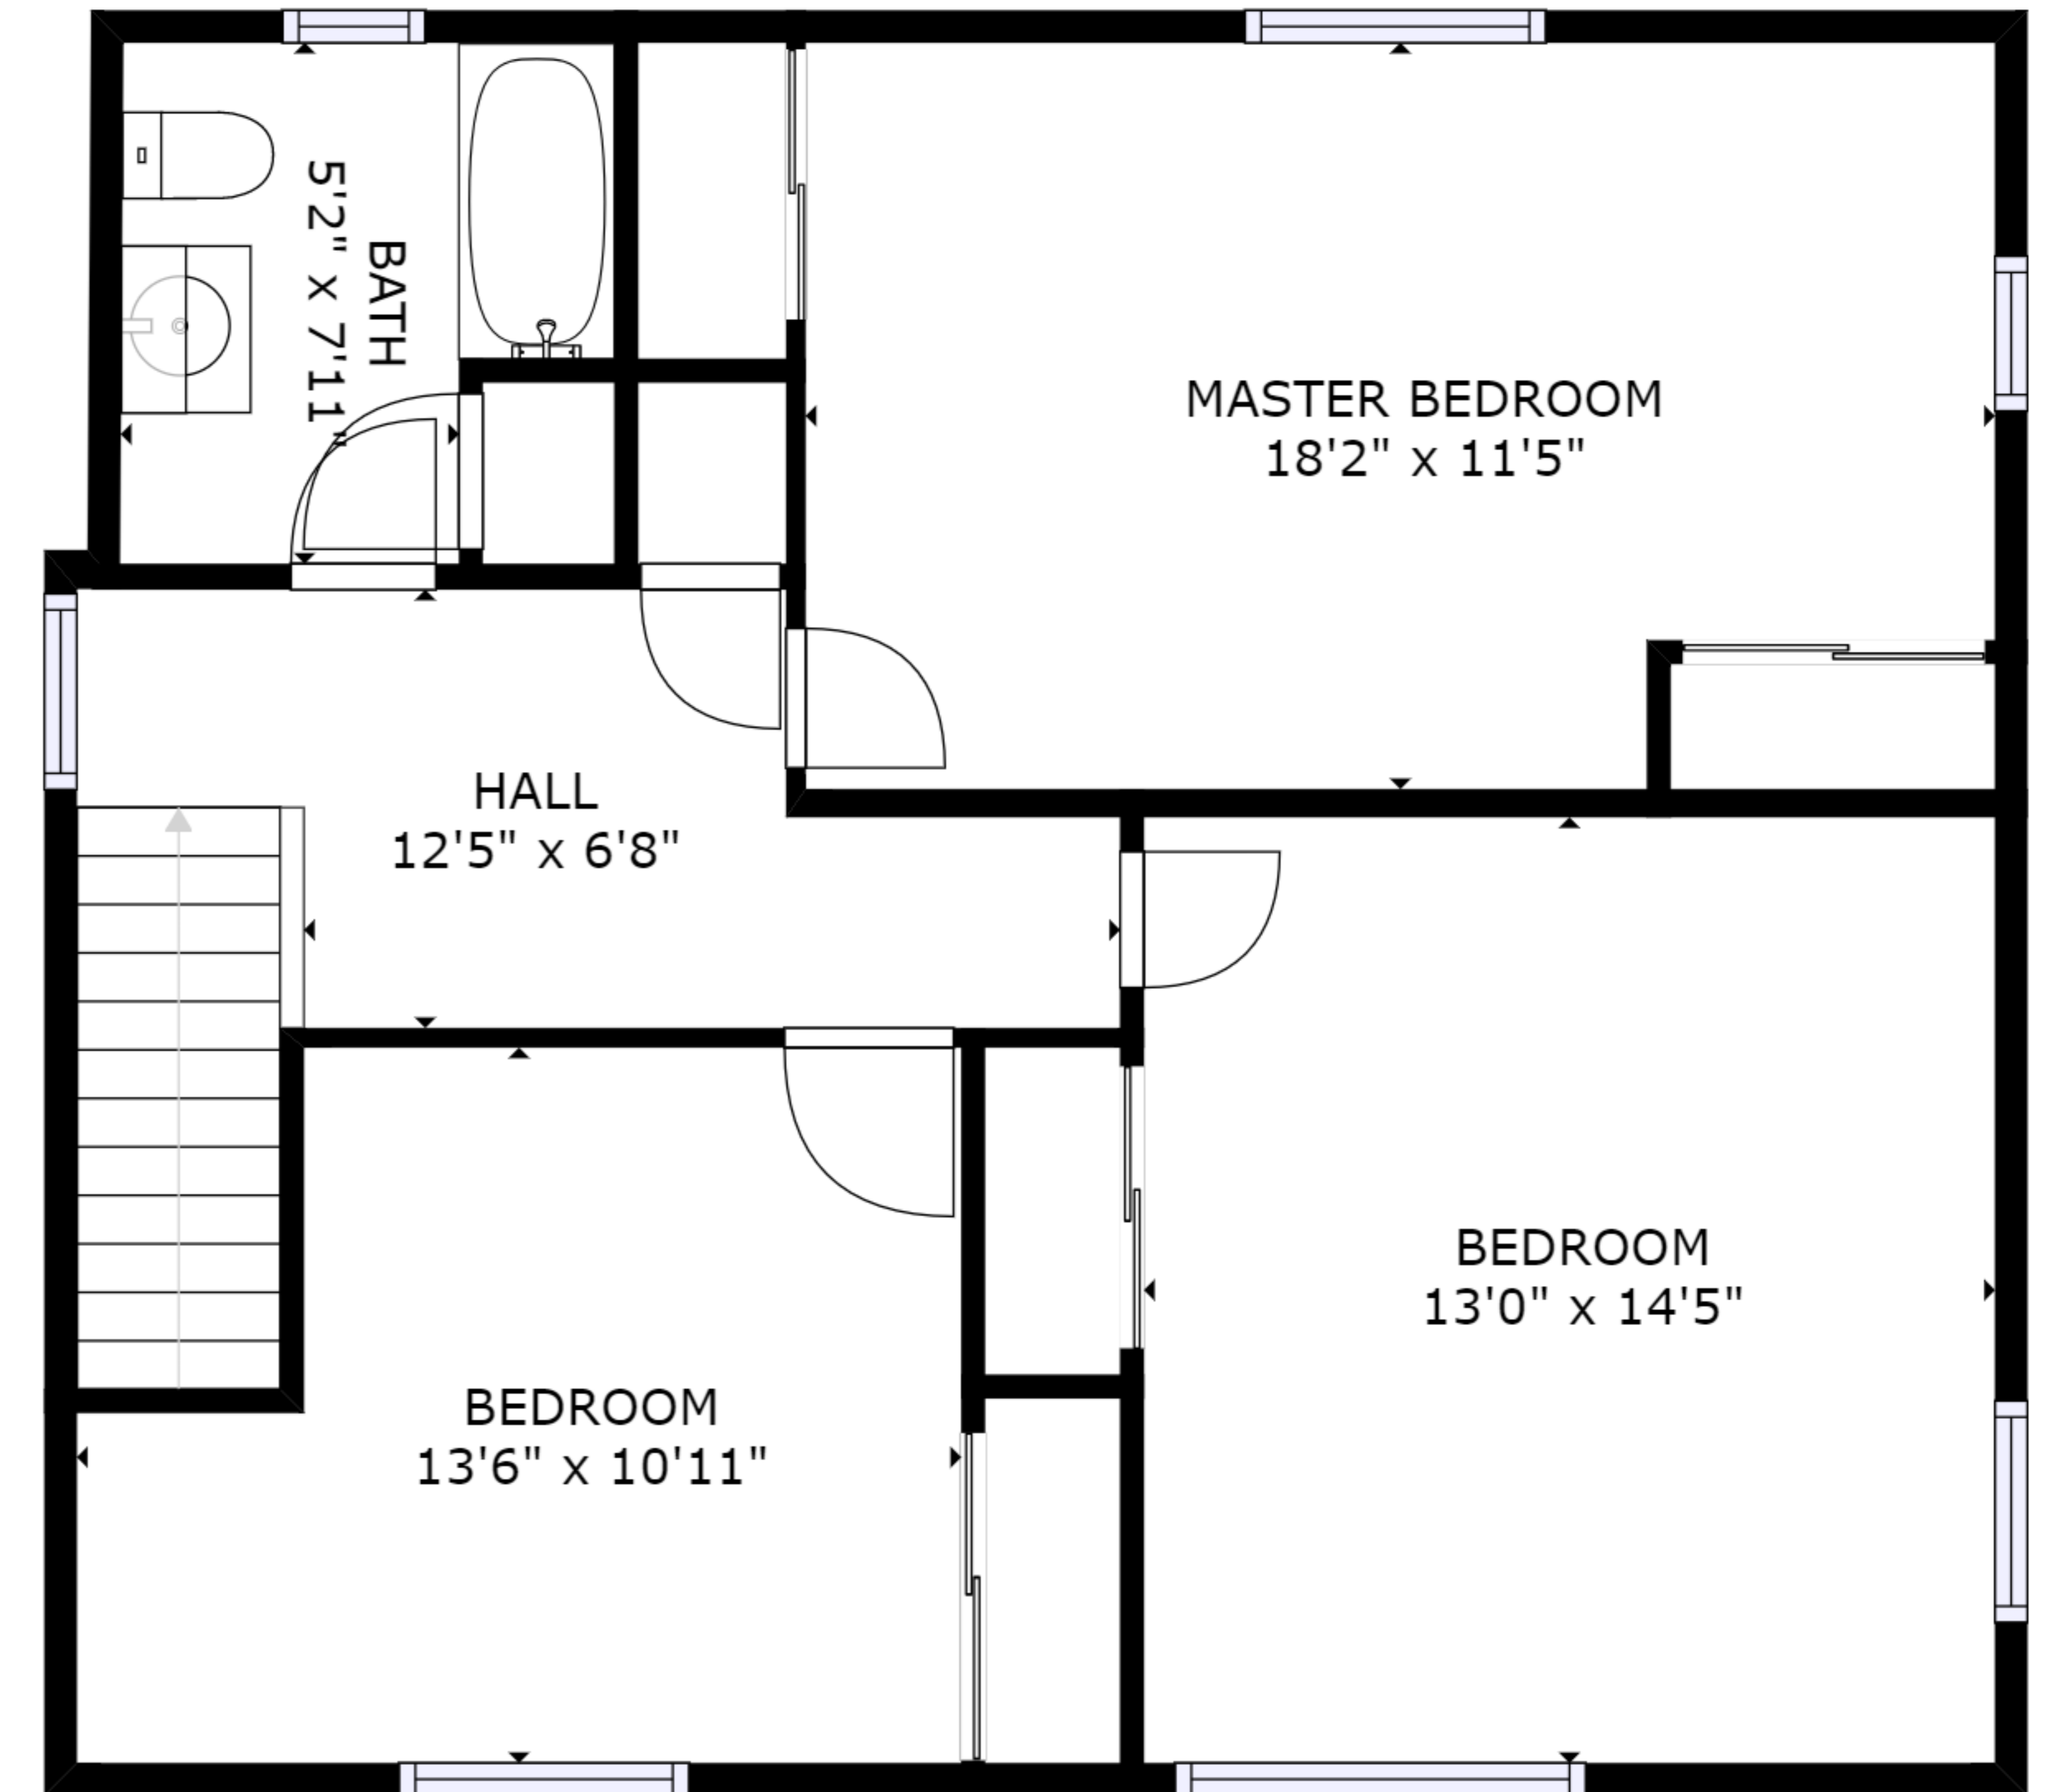 BATH
5'2" x 7'11"
MASTER BEDROOM
18'2" x 11'5"
HALL
12'5" x 6'8"
BEDROOM
13'0" x 14'5"
BEDROOM
13'6" x 10'11"